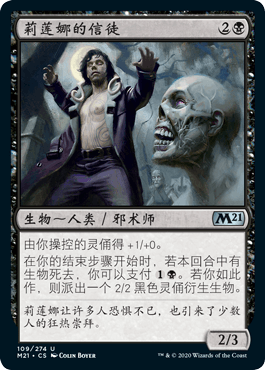 莉莲娜的信徒 2
生物～人类／邪术师 M21
由你操控的灵俑得+1/+0。
在你的结束步骤开始时，若本回合中有
生物死去，你可以支付1。若你如此
作，则派出一个2/2黑色灵俑衍生生物。
莉莲娜让许多人恐惧不已，也引来了少数
人的狂热崇拜。
2/3
109/274 U
M21 • CS COLIN BOYER ™ & © 2020 Wizards of the Coast